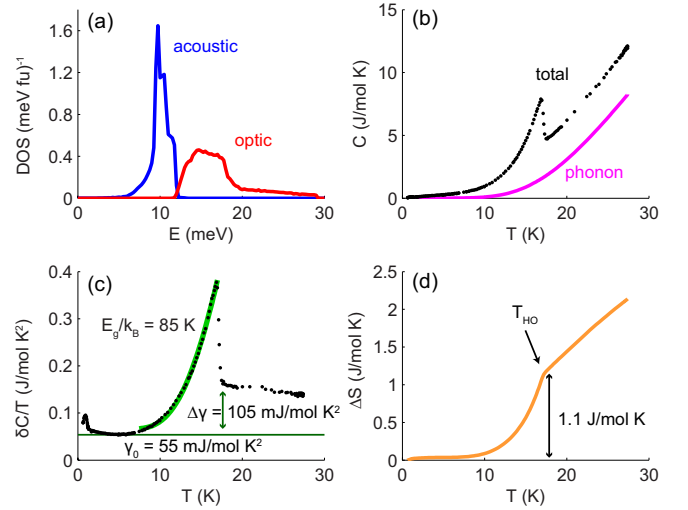 (a)
acoustic
optic
DOS (meV fu)⁻¹
1.6
1.2
0.8
0.4
0
0 10 20 30
E (meV)
(b)
total
phonon
C (J/mol K)
15
10
5
0
0 10 20 30
T (K)
(c)
E_g/k_B = 85 K
Δγ = 105 mJ/mol K²
γ₀ = 55 mJ/mol K²
δC/T (J/mol K²)
0.4
0.3
0.2
0.1
0
0 10 20 30
T (K)
(d)
T_HO
1.1 J/mol K
ΔS (J/mol K)
2.5
2
1.5
1
0.5
0
0 10 20 30
T (K)